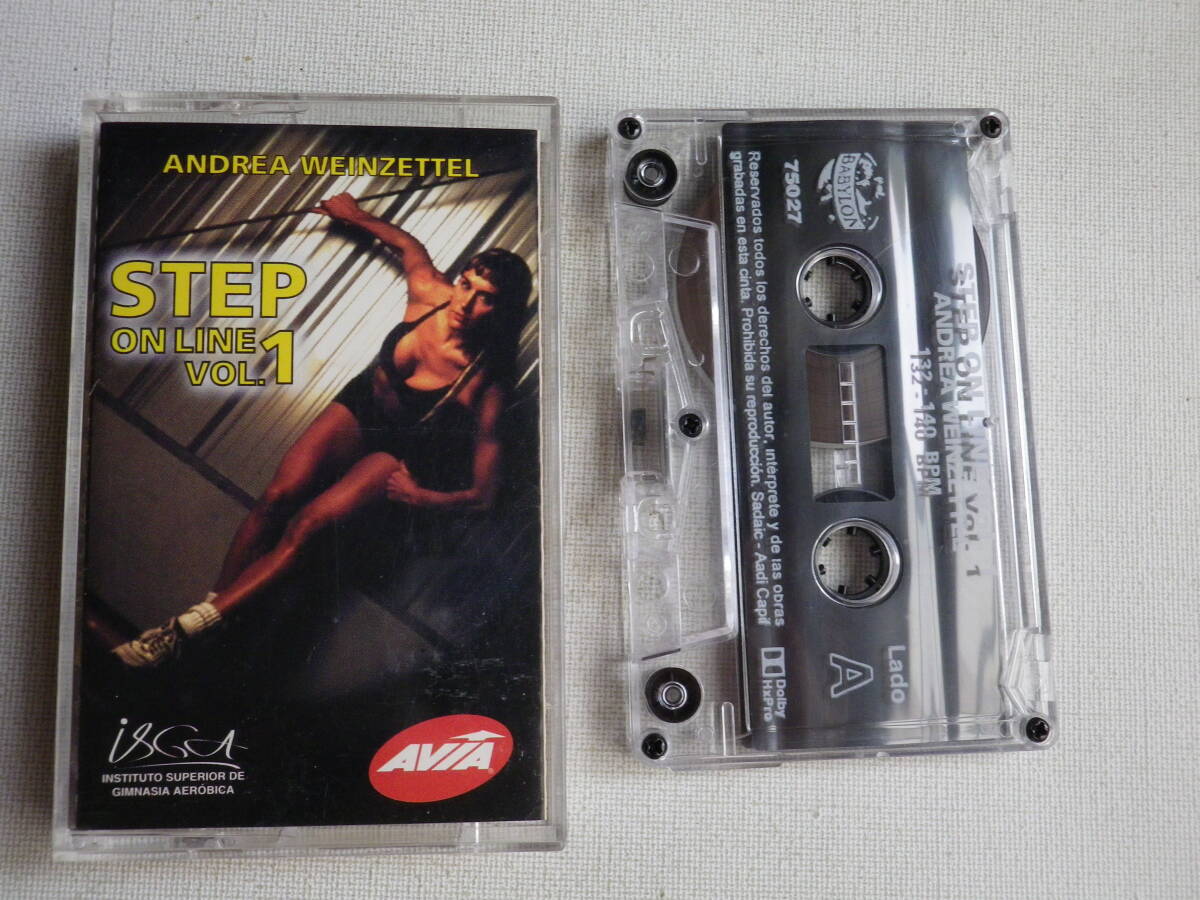 ANDREA WEINZETTEL
STEP
ON LINE
VOL. 1
isga
INSTITUTO SUPERIOR DE
GIMNASIA AERÓBICA
AVIA
BABYLON
75027
Reservados todos los derechos del autor, intérprete y de las obras
grabadas en esta cinta. Prohibida su reproducción. Sadaic - Aadi Capif
STEP ON LINE Vol. 1
ANDREA WEINZETTEL
132 - 140 BPM
Lado
A
Dolby
HxPro